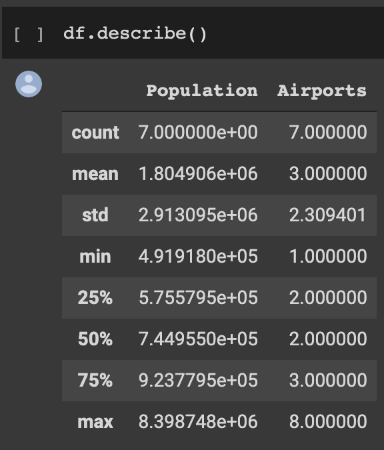 [ ] df.describe()
Population Airports
count 7.000000e+00 7.000000
mean 1.804906e+06 3.000000
std 2.913095e+06 2.309401
min 4.919180e+05 1.000000
25% 5.755795e+05 2.000000
50% 7.449550e+05 2.000000
75% 9.237795e+05 3.000000
max 8.398748e+06 8.000000